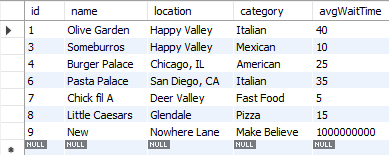 id name location category avgWaitTime
1 Olive Garden Happy Valley Italian 40
3 Someburros Happy Valley Mexican 10
4 Burger Palace Chicago, IL American 25
6 Pasta Palace San Diego, CA Italian 35
7 Chick fil A Deer Valley Fast Food 5
8 Little Caesars Glendale Pizza 15
9 New Nowhere Lane Make Believe 1000000000
NULL NULL NULL NULL NULL